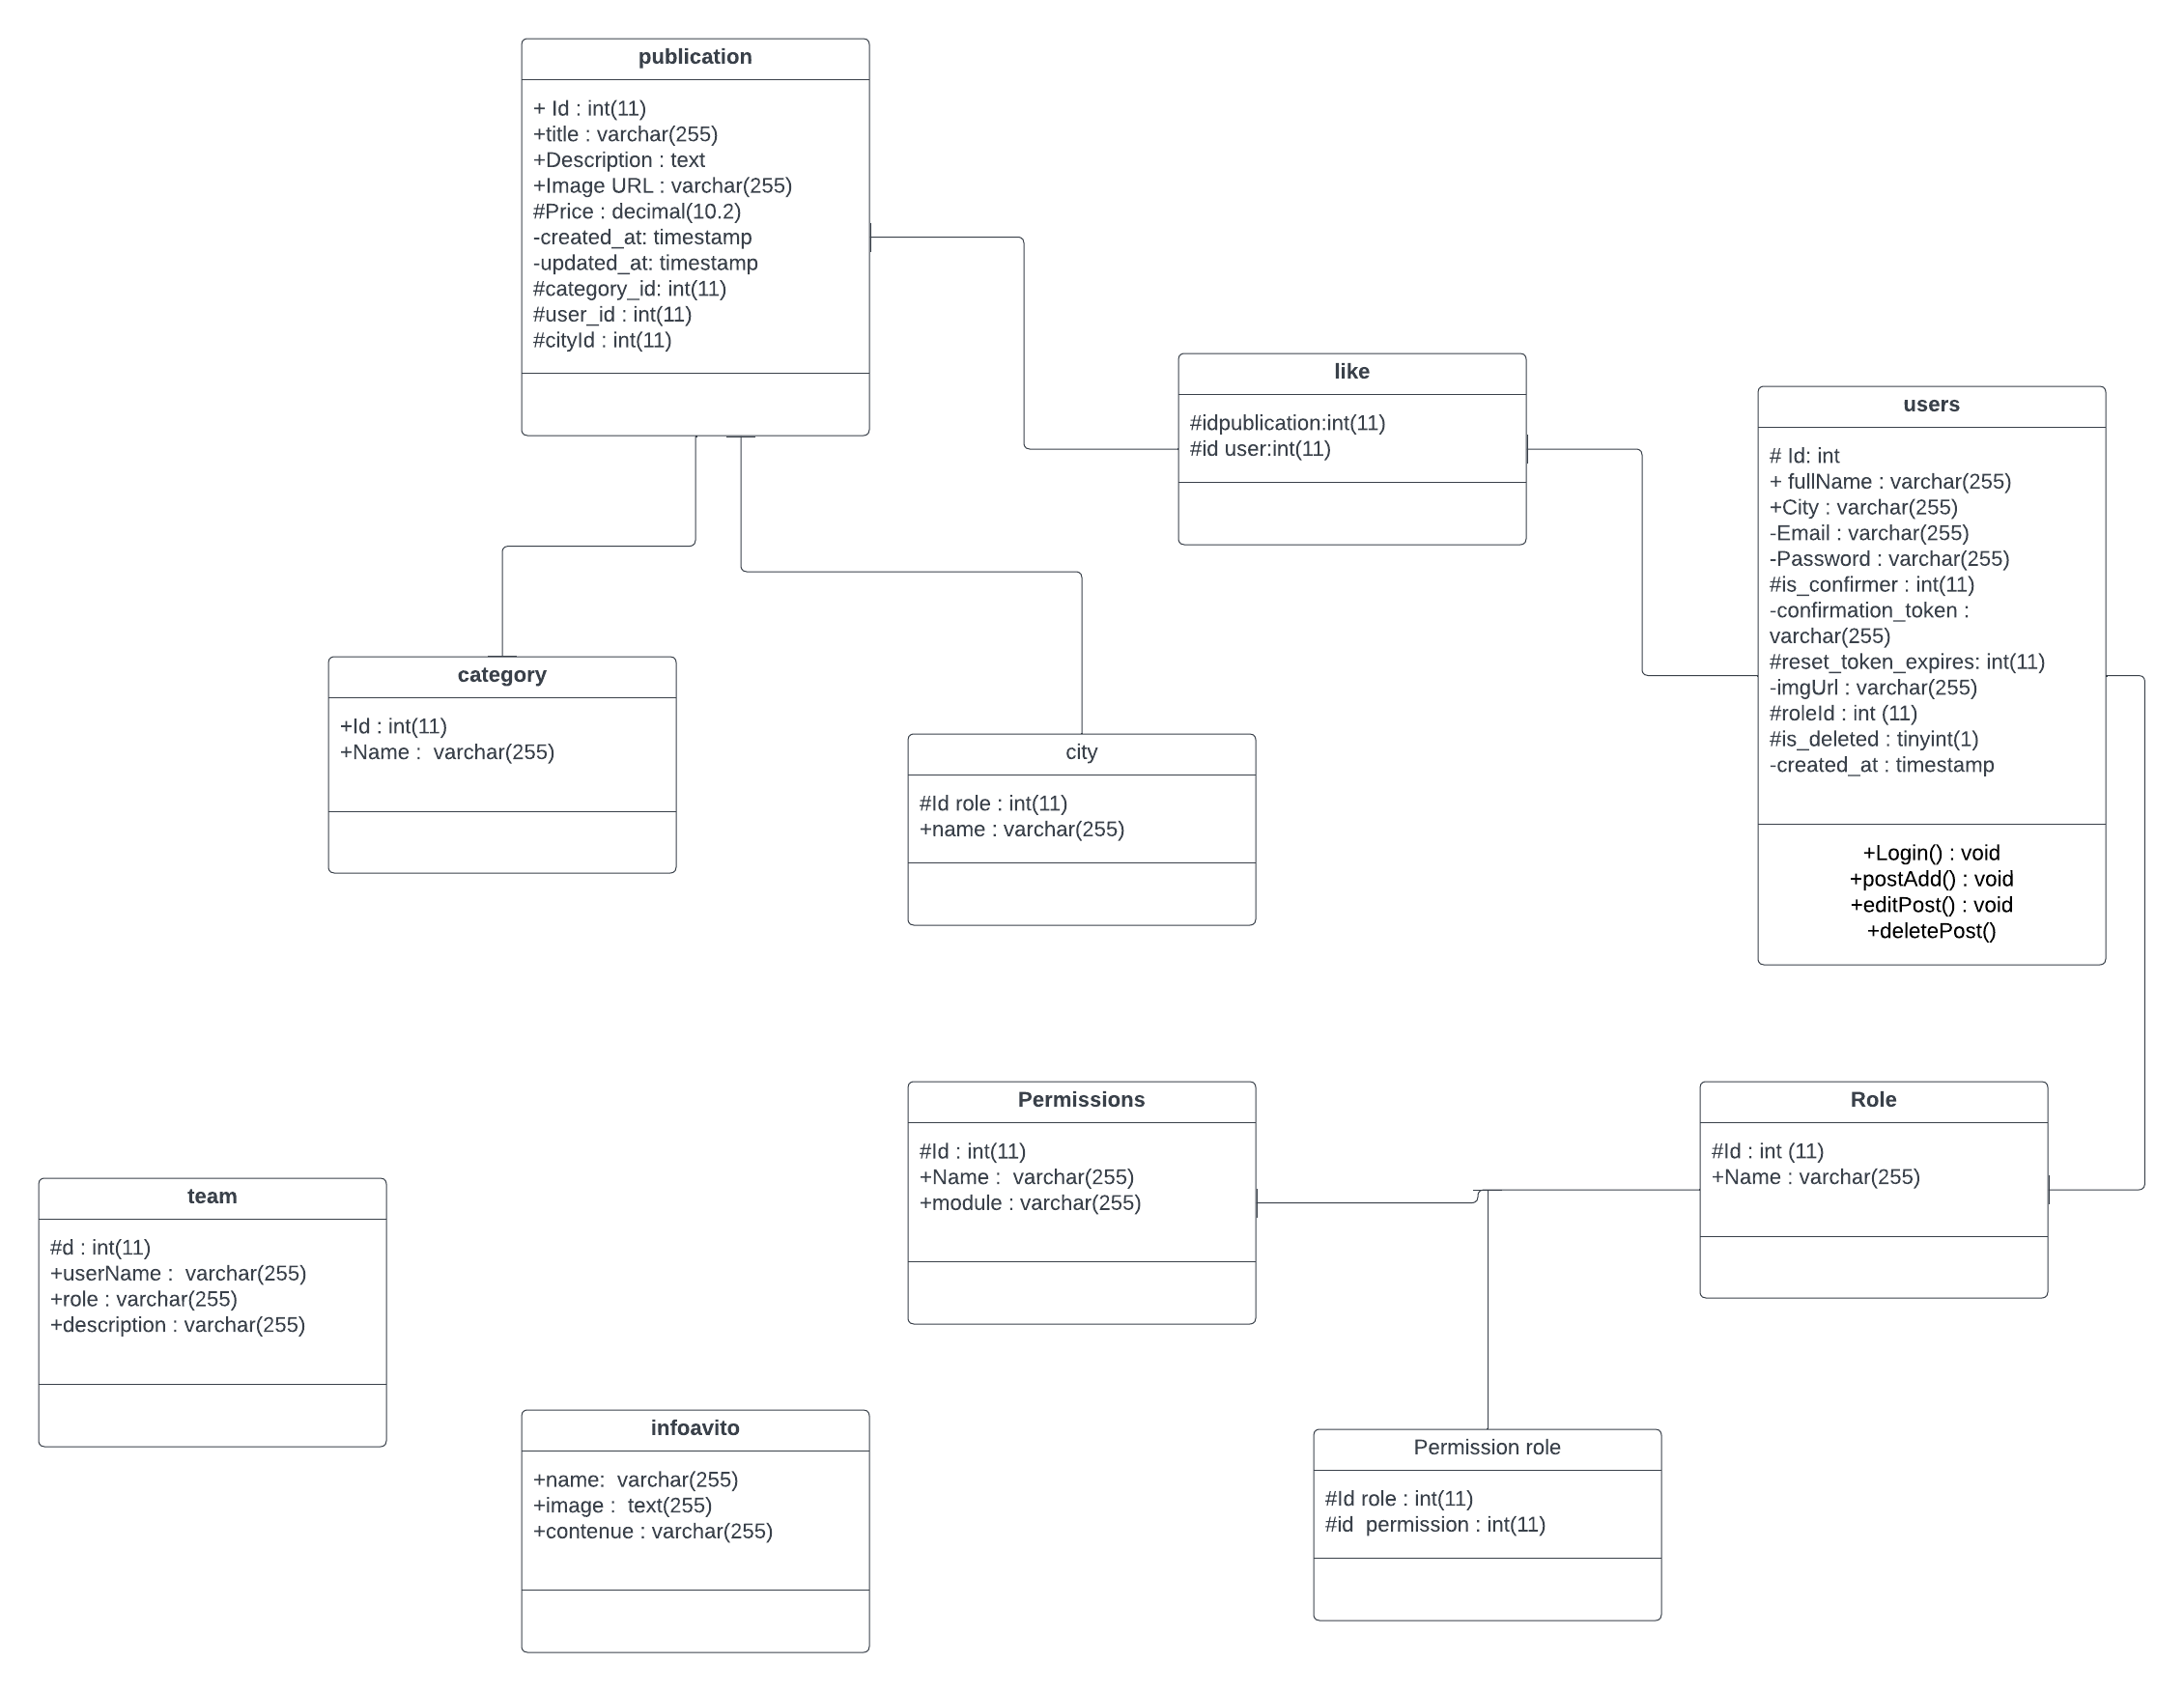 publication
+ Id : int(11)
+title : varchar(255)
+Description : text
+Image URL : varchar(255)
#Price : decimal(10.2)
-created_at: timestamp
-updated_at: timestamp
#category_id: int(11)
#user_id : int(11)
#cityId : int(11)
like
#idpublication:int(11)
#id user:int(11)
users
# Id: int
+ fullName : varchar(255)
+City : varchar(255)
-Email : varchar(255)
-Password : varchar(255)
#is_confirmer : int(11)
-confirmation_token :
varchar(255)
#reset_token_expires: int(11)
-imgUrl : varchar(255)
#roleId : int (11)
#is_deleted : tinyint(1)
-created_at : timestamp
+Login() : void
+postAdd() : void
+editPost() : void
+deletePost()
category
+Id : int(11)
+Name :  varchar(255)
city
#Id role : int(11)
+name : varchar(255)
Permissions
#Id : int(11)
+Name :  varchar(255)
+module : varchar(255)
Role
#Id : int (11)
+Name : varchar(255)
team
#d : int(11)
+userName :  varchar(255)
+role : varchar(255)
+description : varchar(255)
infoavito
+name:  varchar(255)
+image :  text(255)
+contenue : varchar(255)
Permission role
#Id role : int(11)
#id  permission : int(11)